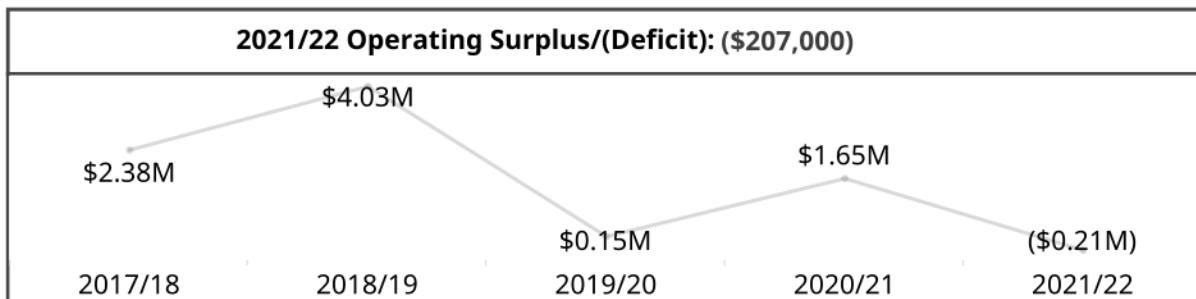 2021/22 Operating Surplus/(Deficit): ($207,000)
$4.03M
$2.38M
$1.65M
$0.15M
($0.21M)
2017/18 2018/19 2019/20 2020/21 2021/22